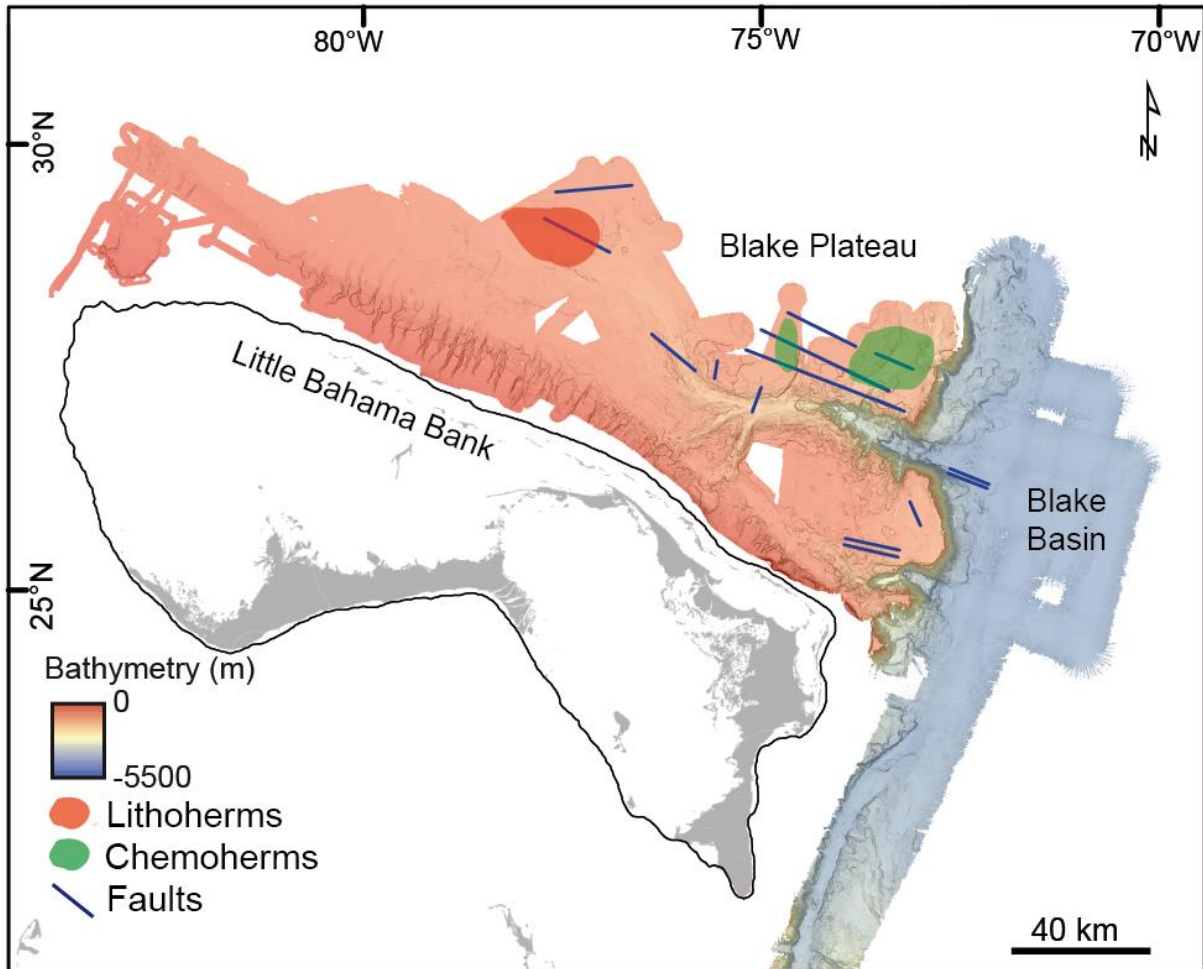 80°W
75°W
70°W
30°N
N
Blake Plateau
Little Bahama Bank
Blake
Basin
25°N
Bathymetry (m)
0
-5500
Lithoherms
Chemoherms
Faults
40 km